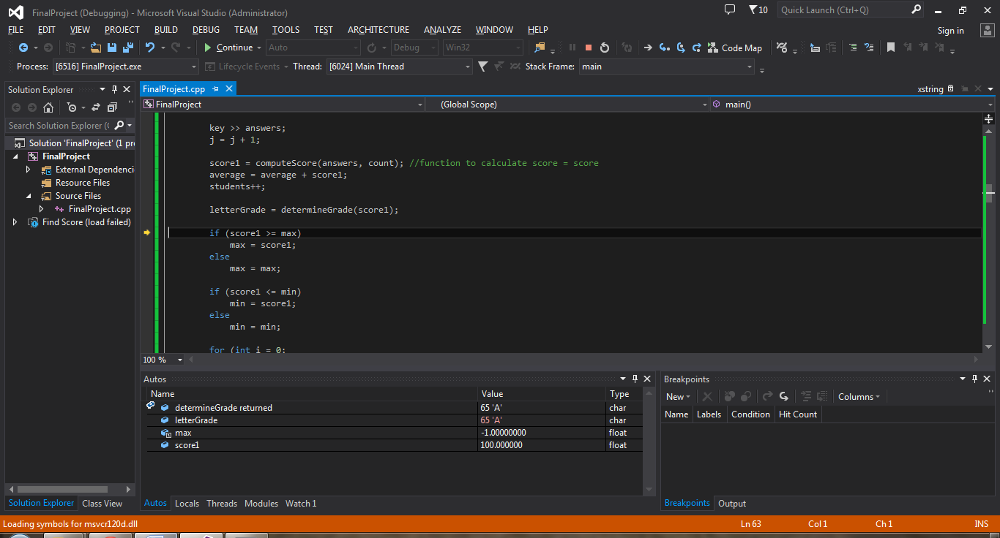 FinalProject (Debugging) - Microsoft Visual Studio (Administrator)
10
Quick Launch (Ctrl+Q)
FILE EDIT VIEW PROJECT BUILD DEBUG TEAM TOOLS TEST ARCHITECTURE ANALYZE WINDOW HELP
Sign in
Continue Auto Debug Win32 Code Map
Process: [6516] FinalProject.exe Lifecycle Events Thread: [6024] Main Thread Stack Frame: main
Solution Explorer
Search Solution Explorer (
Solution 'FinalProject' (1 pr
FinalProject
External Dependenci
Resource Files
Source Files
FinalProject.cpp
Find Score (load failed)
Solution Explorer Class View
FinalProject.cpp
xstring
FinalProject (Global Scope) main()
key >> answers;
j = j + 1;
score1 = computeScore(answers, count); //function to calculate score = score
average = average + score1;
students++;
letterGrade = determineGrade(score1);
if (score1 >= max)
max = score1;
else
max = max;
if (score1 <= min)
min = score1;
else
min = min;
for (int i = 0;
100 %
Autos
Name Value Type
determineGrade returned 65 'A' char
letterGrade 65 'A' char
max -1.00000000 float
score1 100.000000 float
Autos Locals Threads Modules Watch 1
Breakpoints
New Columns
Name Labels Condition Hit Count
Breakpoints Output
Loading symbols for msvcr120d.dll Ln 63 Col 1 Ch 1 INS